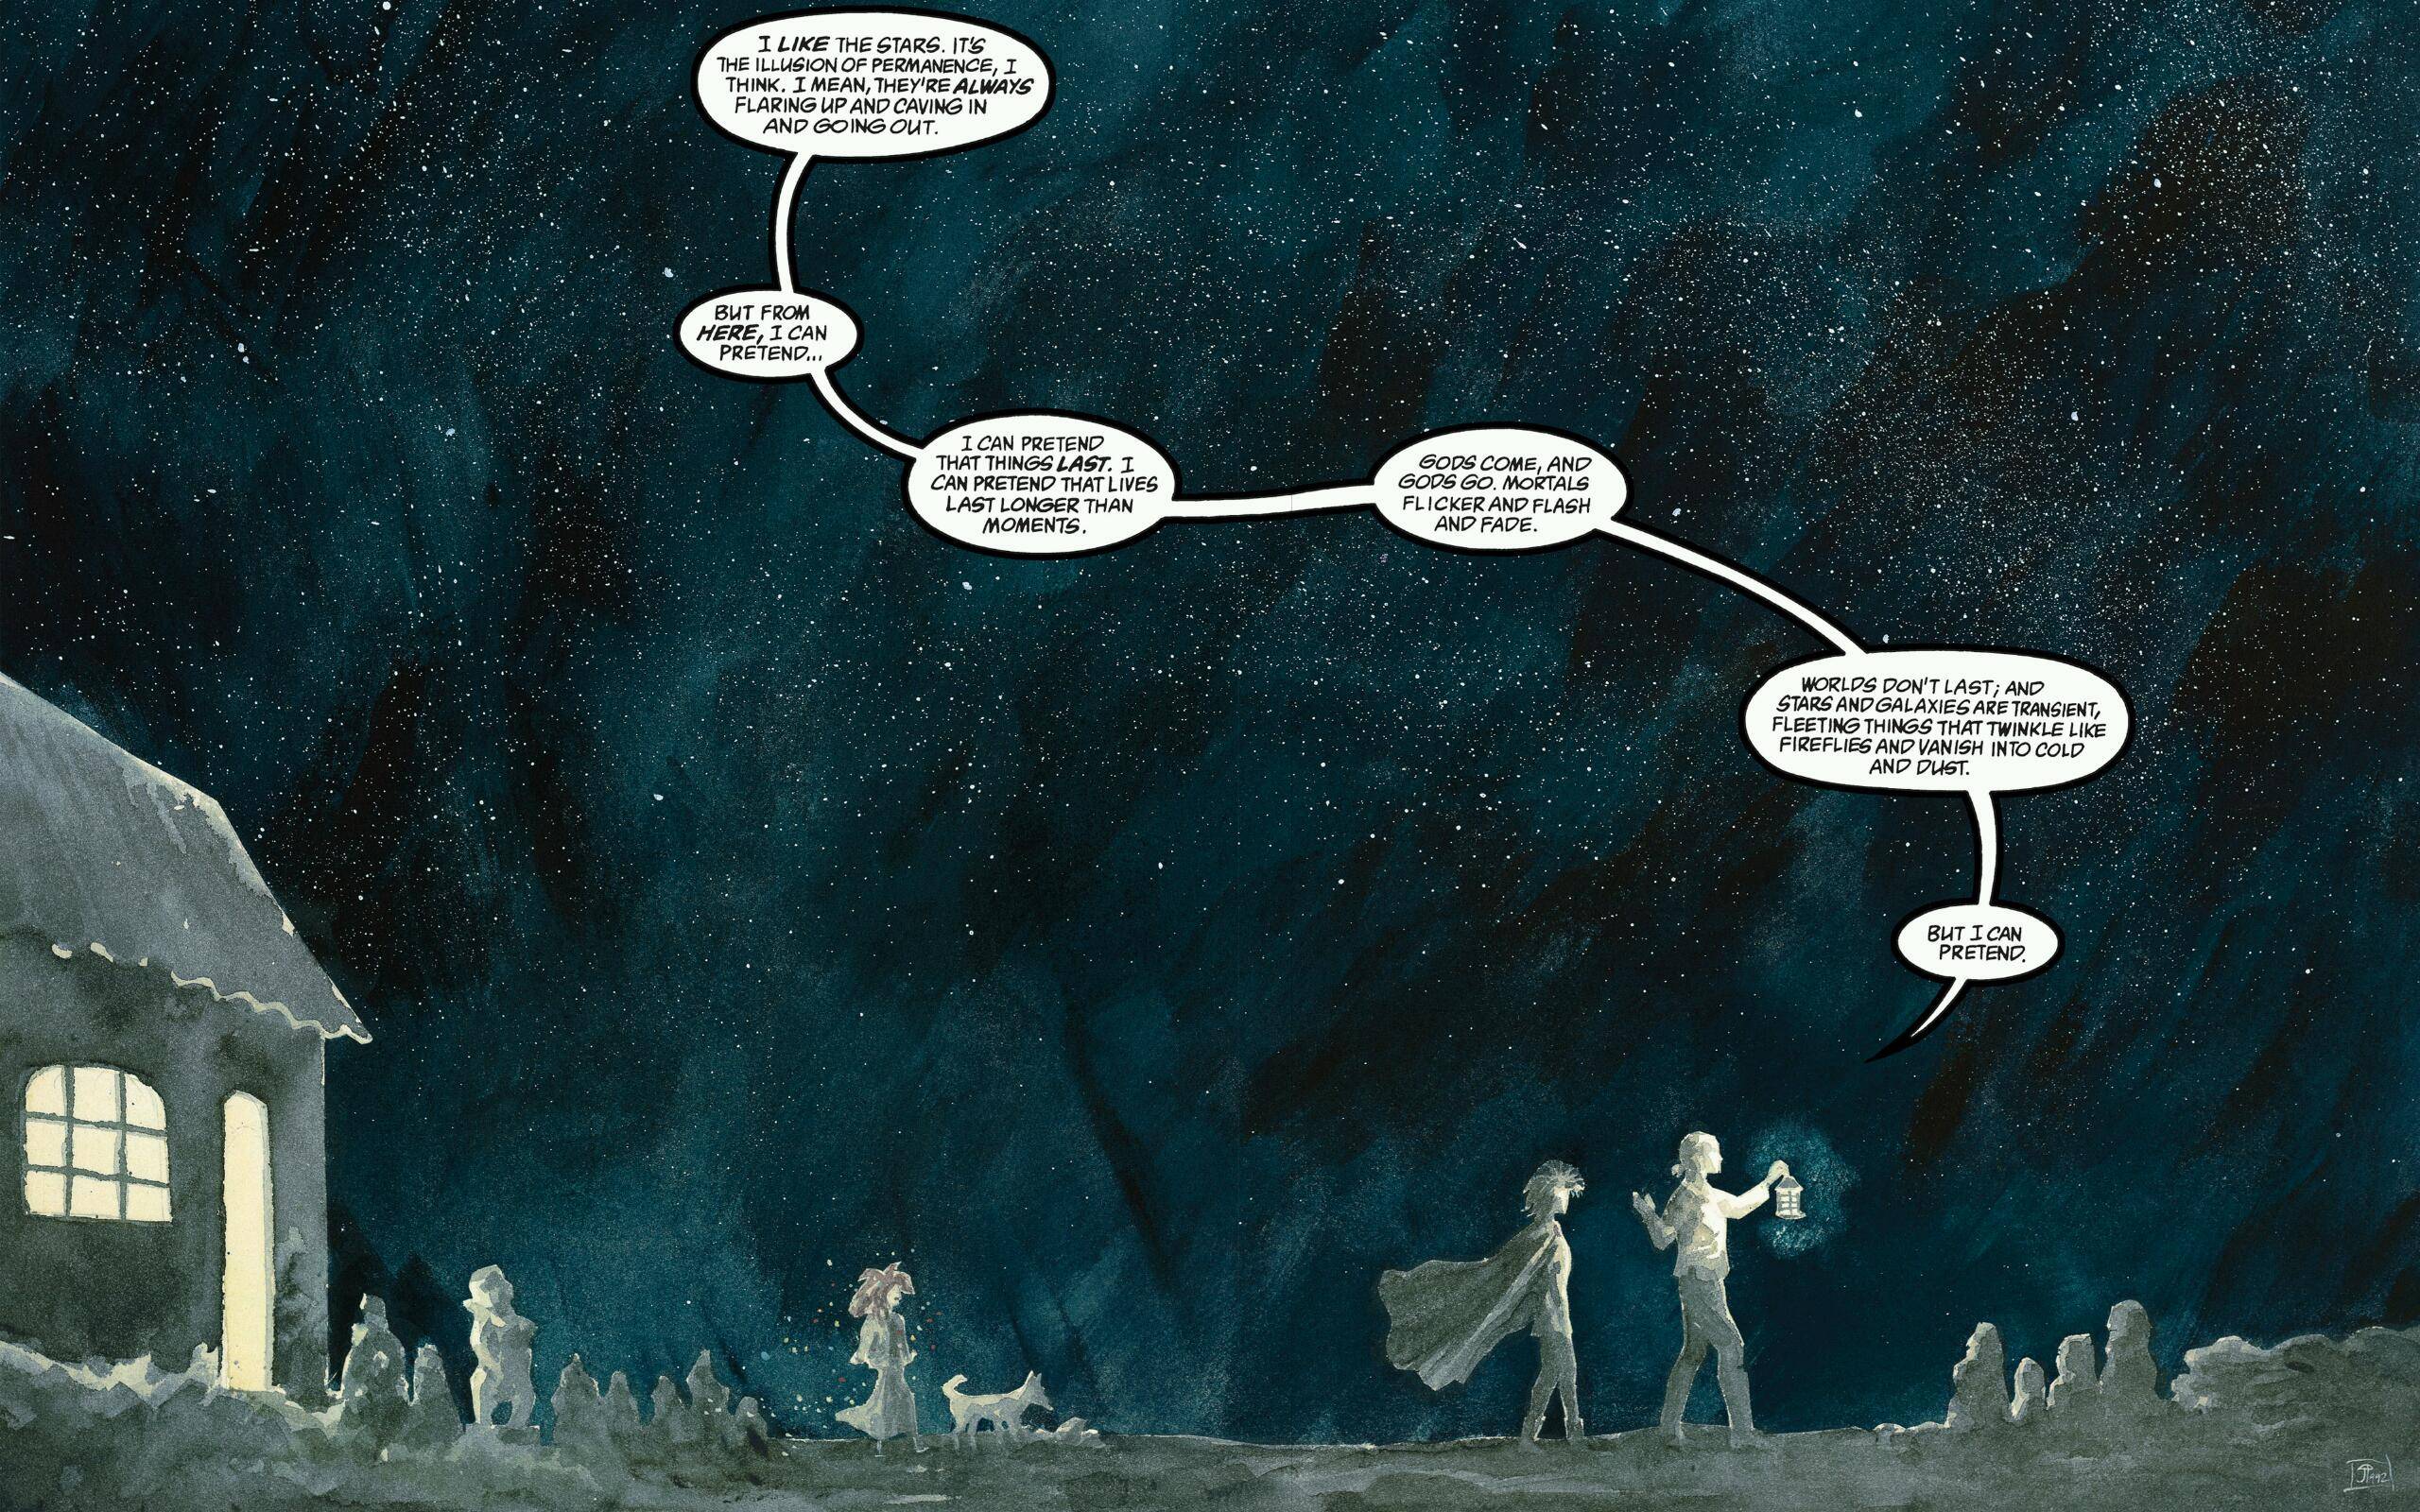 I LIKE THE STARS. IT'S
THE ILLUSION OF PERMANENCE, I
THINK. I MEAN, THEY'RE ALWAYS
FLARING UP AND CAVING IN
AND GOING OUT.
BUT FROM
HERE, I CAN
PRETEND...
I CAN PRETEND
THAT THINGS LAST. I
CAN PRETEND THAT LIVES
LAST LONGER THAN
MOMENTS.
GODS COME, AND
GODS GO. MORTALS
FLICKER AND FLASH
AND FADE.
WORLDS DON'T LAST; AND
STARS AND GALAXIES ARE TRANSIENT,
FLEETING THINGS THAT TWINKLE LIKE
FIREFLIES AND VANISH INTO COLD
AND DUST.
BUT I CAN
PRETEND.